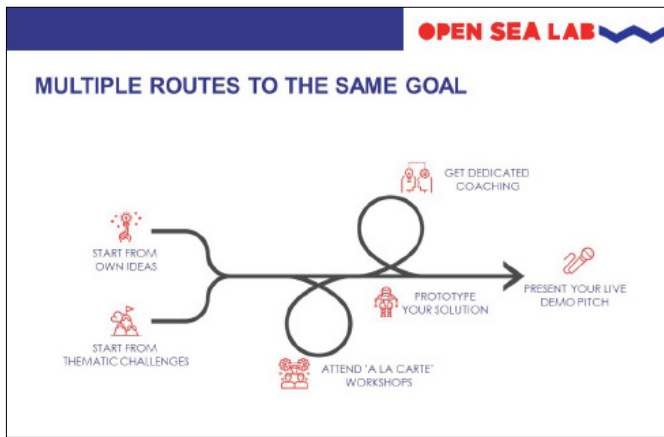 OPEN SEA LAB
MULTIPLE ROUTES TO THE SAME GOAL
GET DEDICATED
COACHING
START FROM
OWN IDEAS
PROTOTYPE
YOUR SOLUTION
PRESENT YOUR LIVE
DEMO PITCH
START FROM
THEMATIC CHALLENGES
ATTEND 'A LA CARTE'
WORKSHOPS